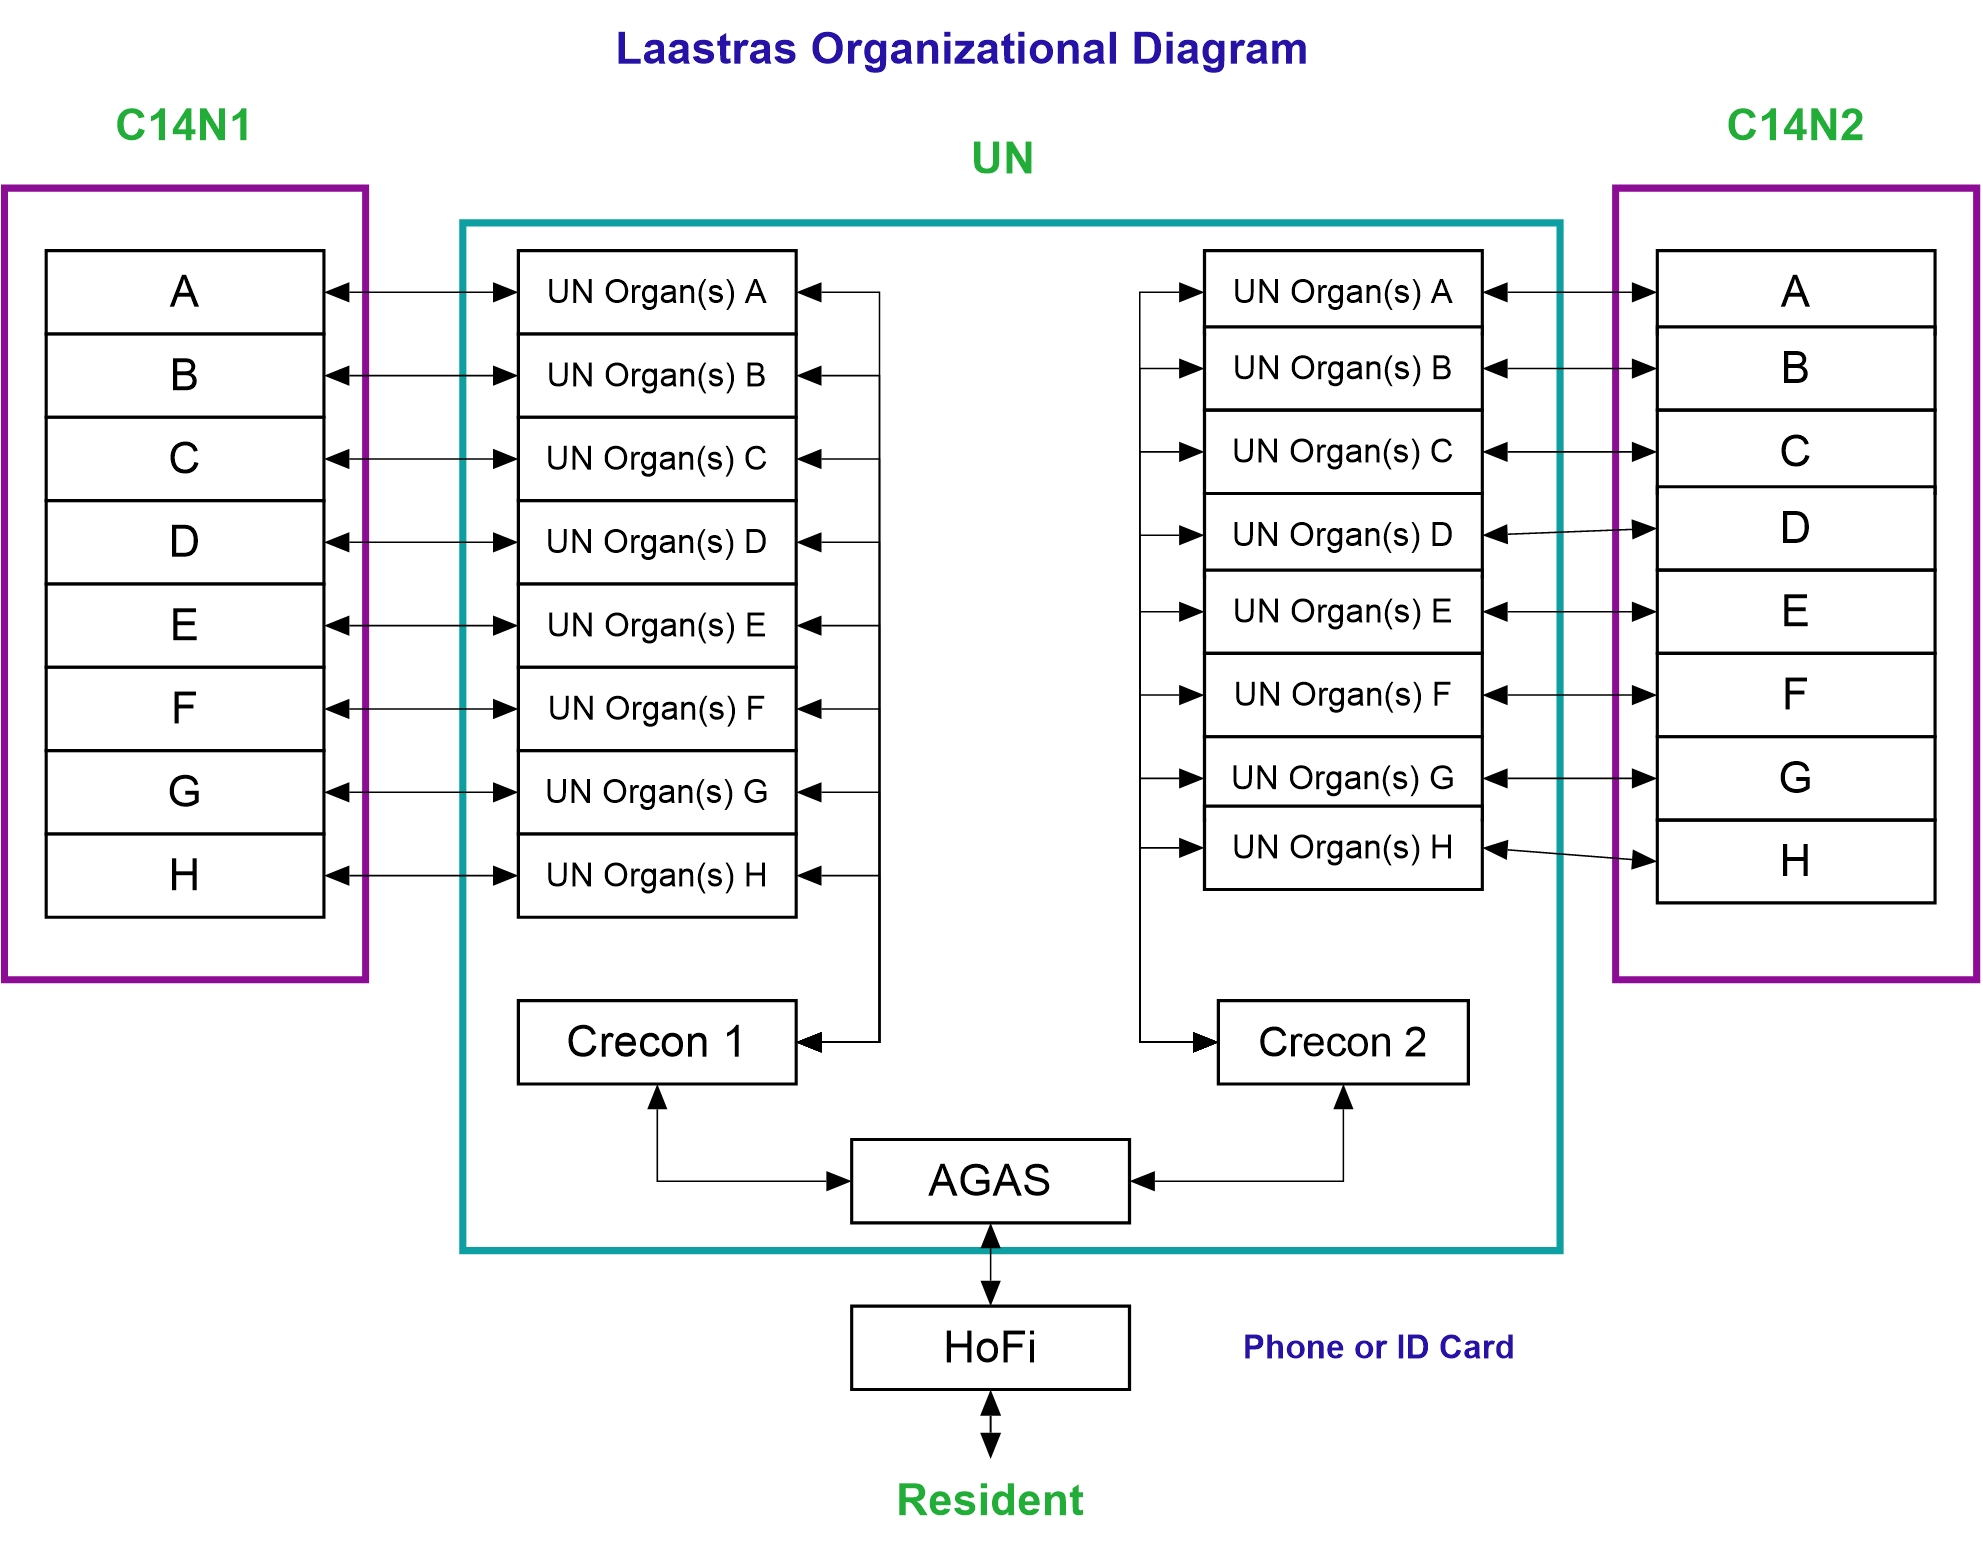 Laastras Organizational Diagram
C14N1
UN
C14N2
A
B
C
D
E
F
G
H
UN Organ(s) A
UN Organ(s) B
UN Organ(s) C
UN Organ(s) D
UN Organ(s) E
UN Organ(s) F
UN Organ(s) G
UN Organ(s) H
UN Organ(s) A
UN Organ(s) B
UN Organ(s) C
UN Organ(s) D
UN Organ(s) E
UN Organ(s) F
UN Organ(s) G
UN Organ(s) H
A
B
C
D
E
F
G
H
Crecon 1
Crecon 2
AGAS
HoFi
Phone or ID Card
Resident